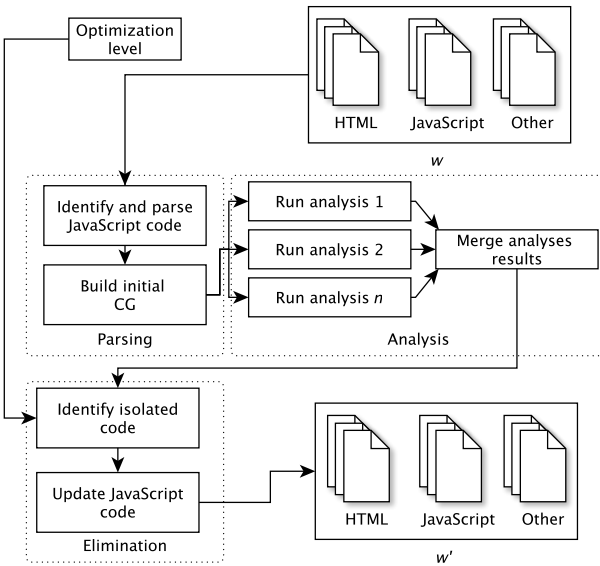 Optimization
level
HTML
JavaScript
Other
w
Identify and parse
JavaScript code
Build initial
CG
Parsing
Run analysis 1
Run analysis 2
Run analysis n
Merge analyses
results
Analysis
Identify isolated
code
Update JavaScript
code
Elimination
HTML
JavaScript
Other
w'